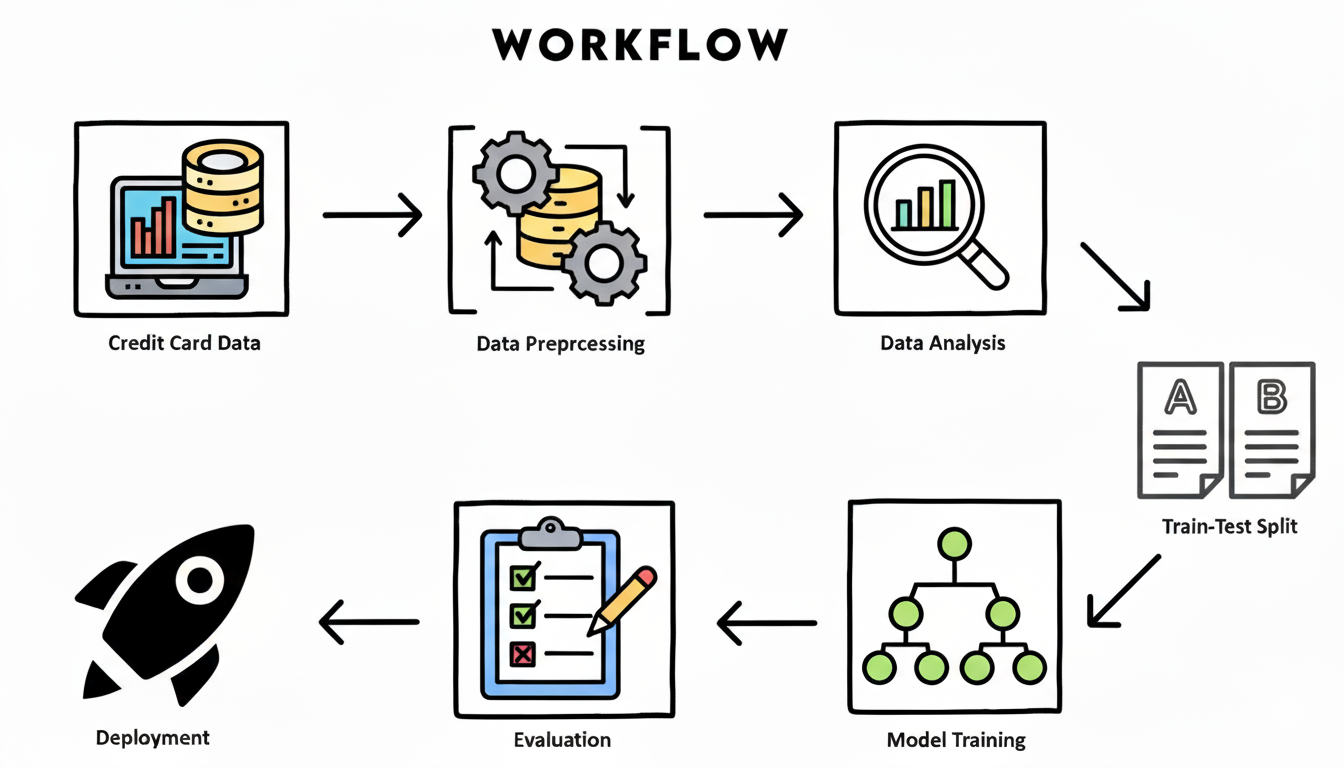 WORKFLOW
Credit Card Data
Data Preprcessing
Data Analysis
A
B
Train-Test Split
Model Training
Evaluation
Deployment